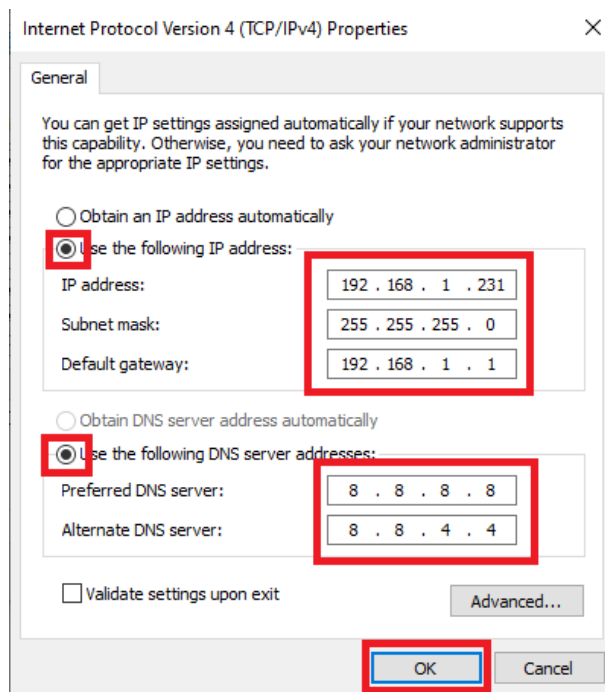 Internet Protocol Version 4 (TCP/IPv4) Properties
General
You can get IP settings assigned automatically if your network supports
this capability. Otherwise, you need to ask your network administrator
for the appropriate IP settings.
Obtain an IP address automatically
Use the following IP address:
IP address: 192 . 168 . 1 . 231
Subnet mask: 255 . 255 . 255 . 0
Default gateway: 192 . 168 . 1 . 1
Obtain DNS server address automatically
Use the following DNS server addresses:
Preferred DNS server: 8 . 8 . 8 . 8
Alternate DNS server: 8 . 8 . 4 . 4
Validate settings upon exit
Advanced...
OK Cancel